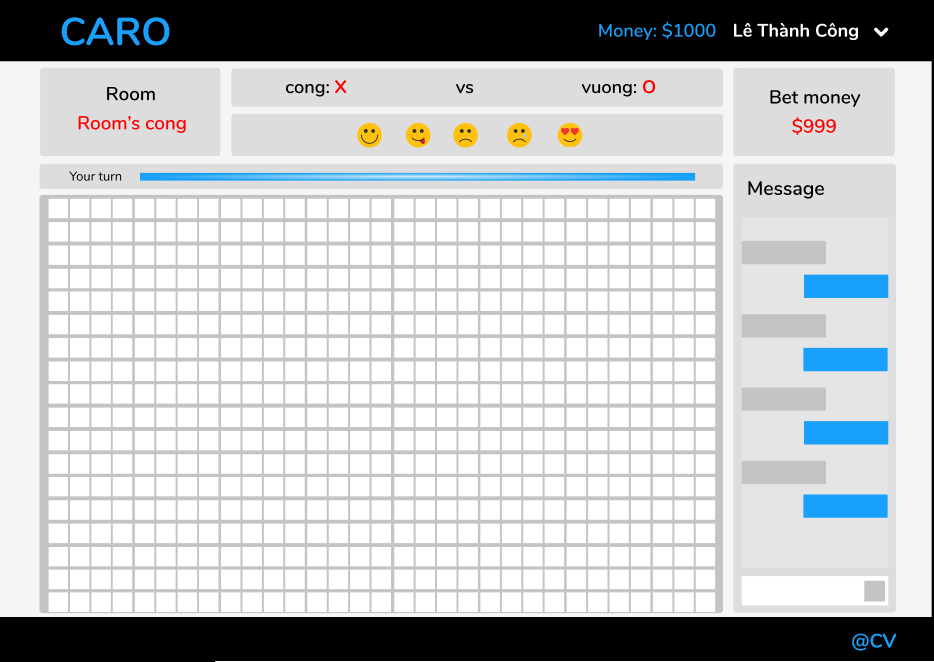 CARO
Money: $1000 Lê Thành Công
Room
Room's cong
cong: X vs vuong: O
Bet money
$999
Your turn
Message
@CV